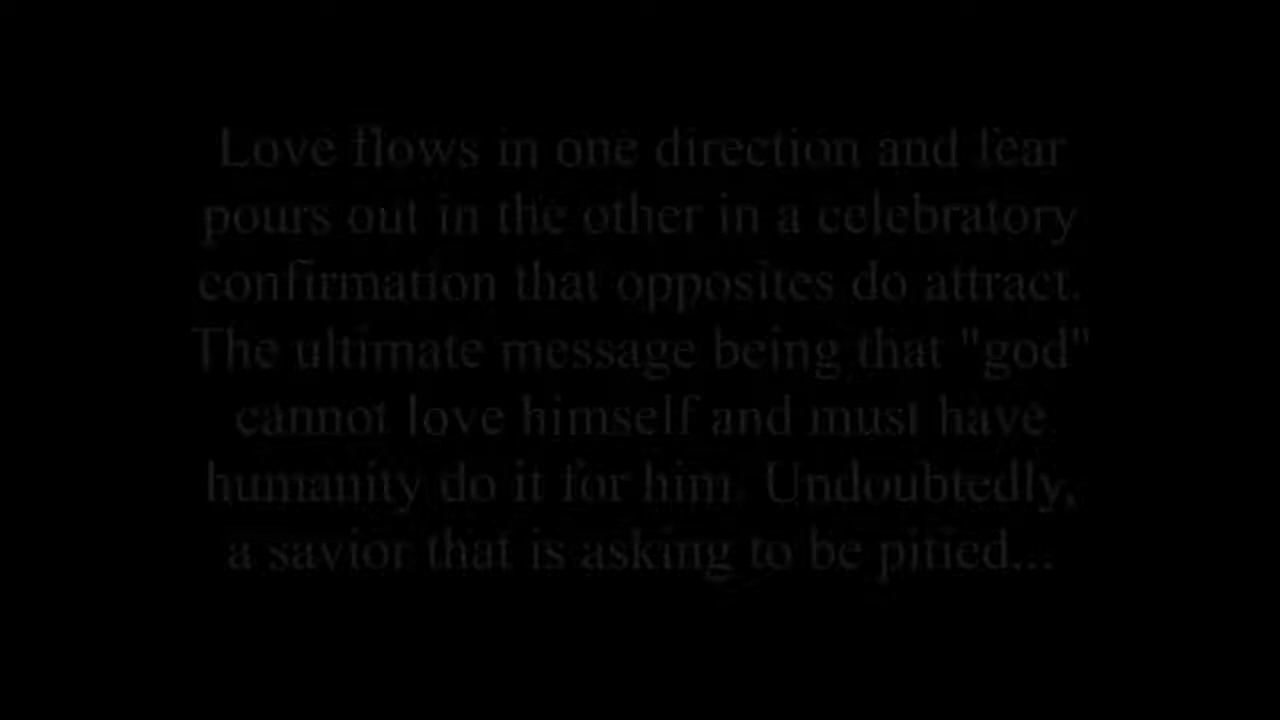 Love flows in one direction and fear
pours out in the other in a celebratory
confirmation that opposites do attract.
The ultimate message being that "god"
cannot love himself and must have
humanity do it for him. Undoubtedly,
a savior that is asking to be pitied...